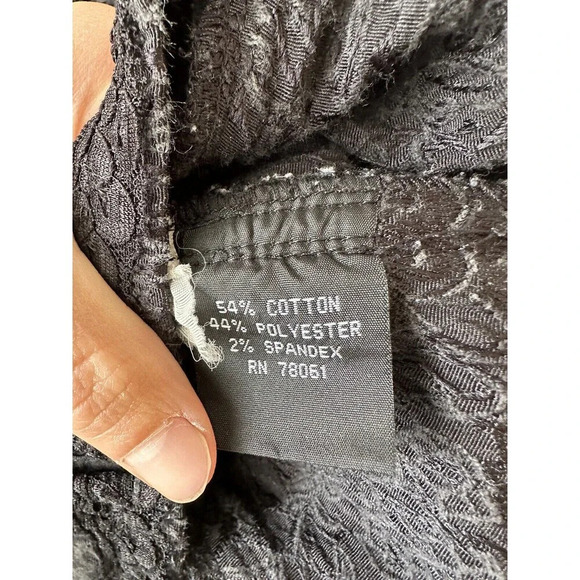 54% COTTON
44% POLYESTER
2% SPANDEX
RN 78061